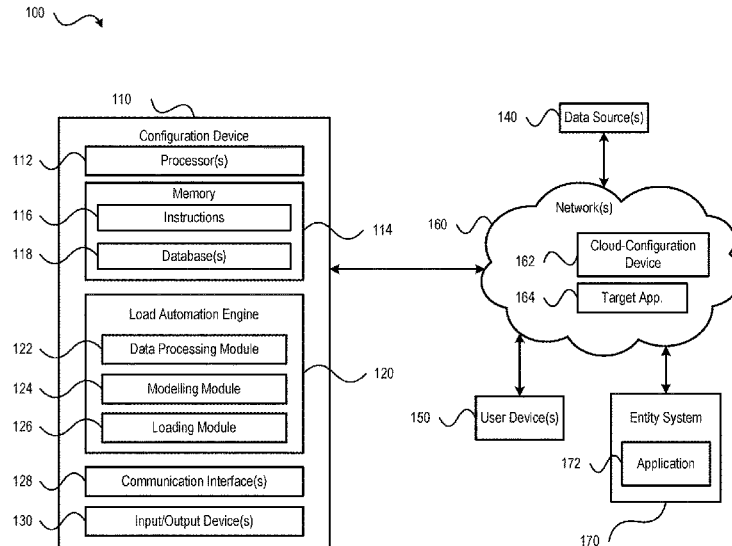 100
110
Configuration Device
112
Processor(s)
Memory
116
Instructions
114
118
Database(s)
Load Automation Engine
122
Data Processing Module
124
Modelling Module
120
126
Loading Module
128
Communication Interface(s)
130
Input/Output Device(s)
140
Data Source(s)
160
Network(s)
162
Cloud-Configuration
Device
164
Target App.
150
User Device(s)
Entity System
172
Application
170